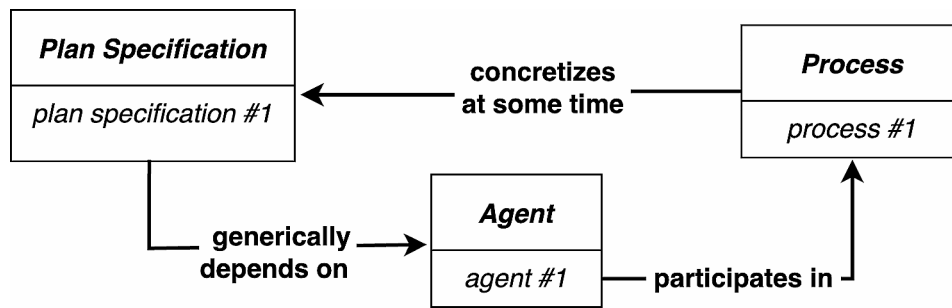 Plan Specification
plan specification #1
concretizes
at some time
Process
process #1
generically
depends on
Agent
agent #1
participates in